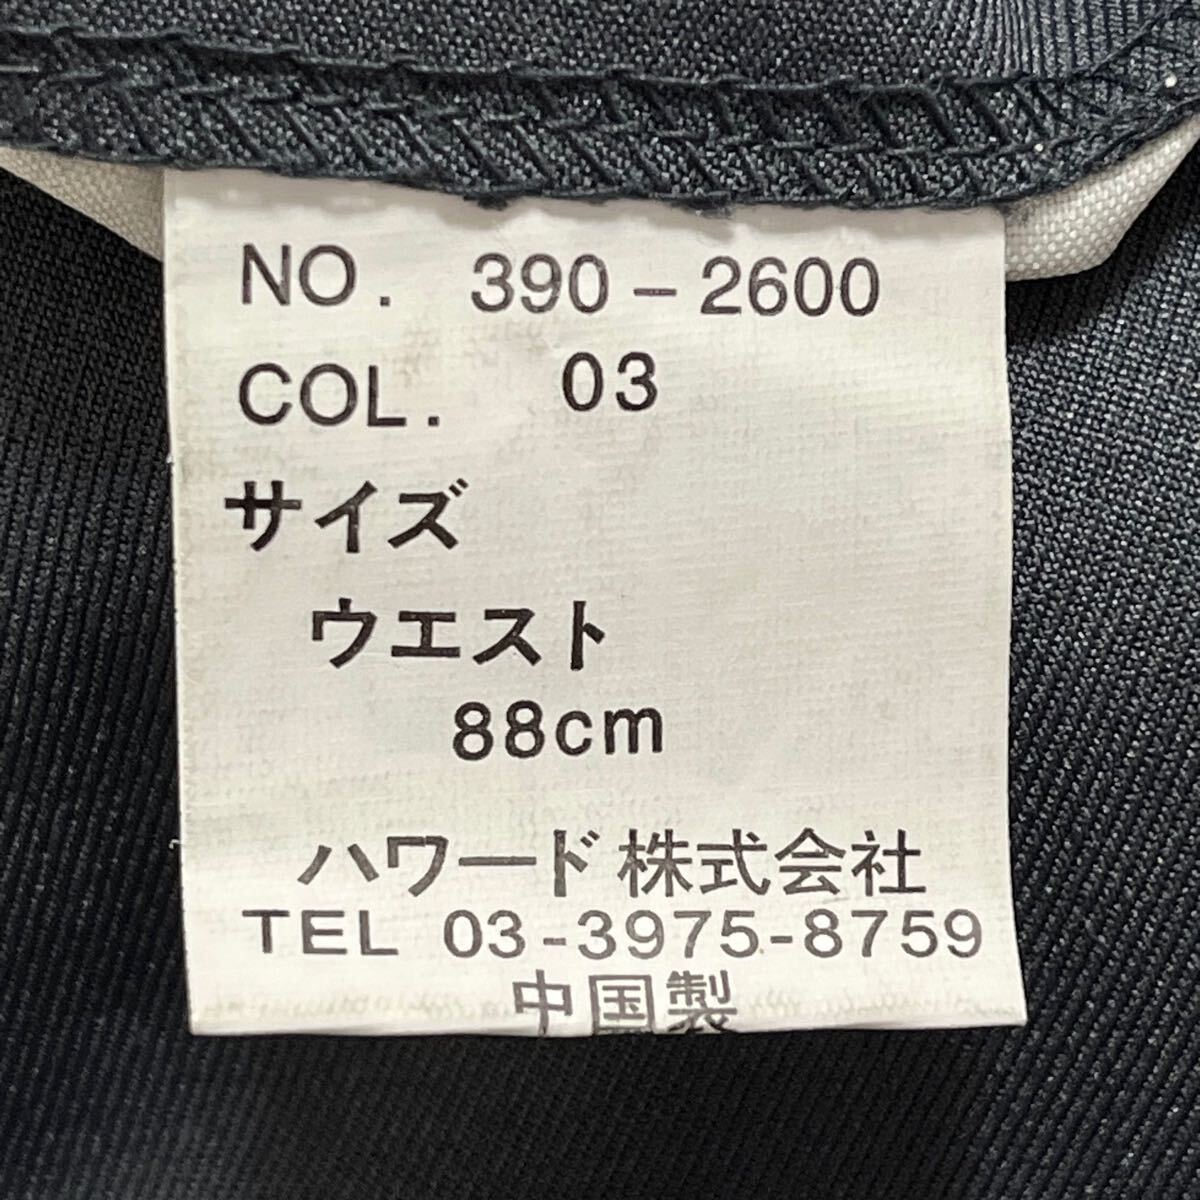 NO. 390-2600
COL. 03
サイズ
ウエスト
88cm
ハワード株式会社
TEL 03-3975-8759
中国製